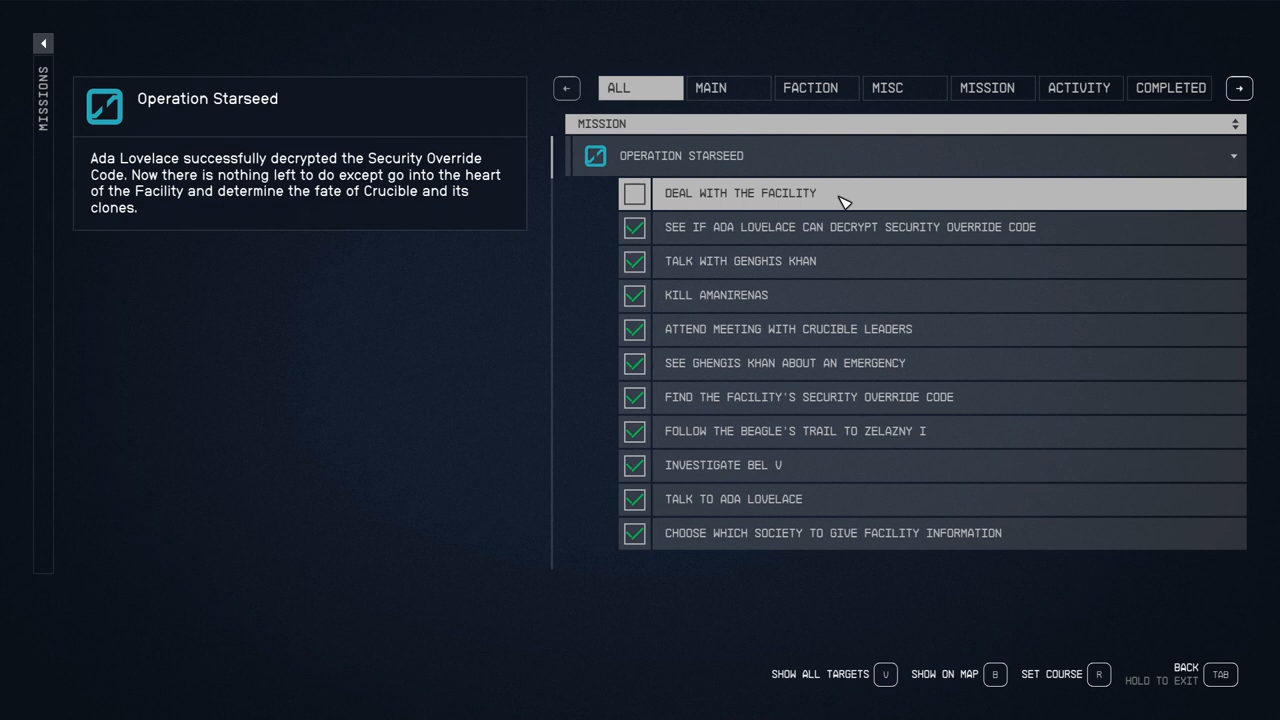 MISSIONS
Operation Starseed
Ada Lovelace successfully decrypted the Security Override
Code. Now there is nothing left to do except go into the heart
of the Facility and determine the fate of Crucible and its
clones.
ALL
MAIN
FACTION
MISC
MISSION
ACTIVITY
COMPLETED
MISSION
OPERATION STARSEED
DEAL WITH THE FACILITY
SEE IF ADA LOVELACE CAN DECRYPT SECURITY OVERRIDE CODE
TALK WITH GENGHIS KHAN
KILL AMANIRENAS
ATTEND MEETING WITH CRUCIBLE LEADERS
SEE GHENGIS KHAN ABOUT AN EMERGENCY
FIND THE FACILITY'S SECURITY OVERRIDE CODE
FOLLOW THE BEAGLE'S TRAIL TO ZELAZNY I
INVESTIGATE BEL V
TALK TO ADA LOVELACE
CHOOSE WHICH SOCIETY TO GIVE FACILITY INFORMATION
SHOW ALL TARGETS V
SHOW ON MAP B
SET COURSE R
BACK
HOLD TO EXIT
TAB